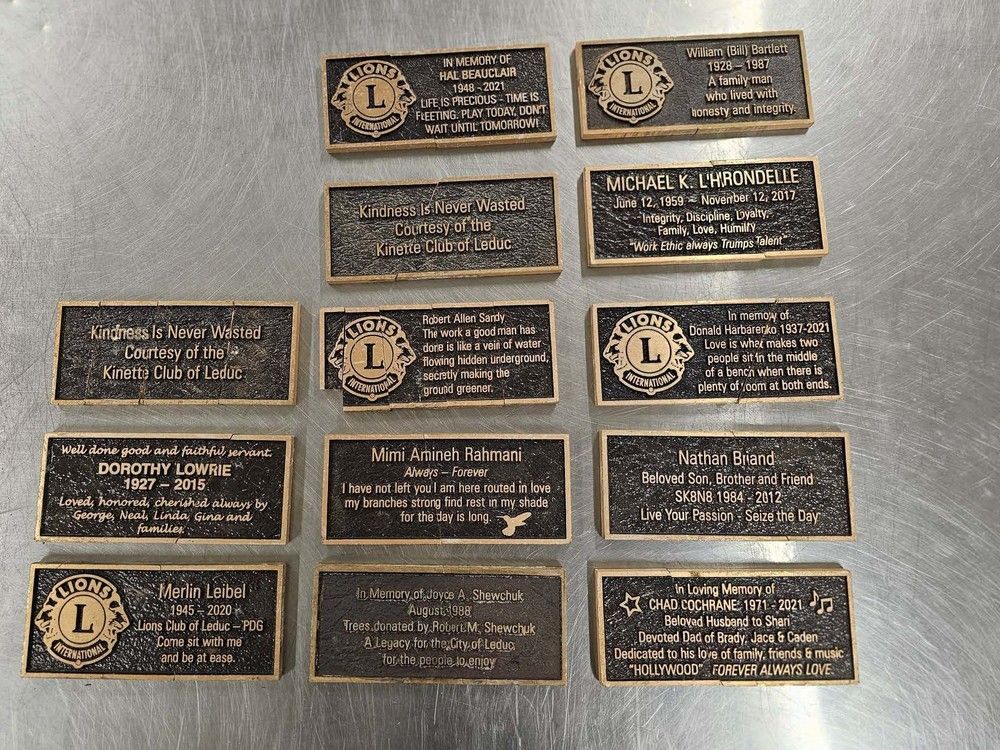 LIONS
L
INTERNATIONAL
IN MEMORY OF
HAL BEAUCLAIR
1948 - 2021
LIFE IS PRECIOUS - TIME IS
FLEETING. PLAY TODAY, DON'T
WAIT UNTIL TOMORROW!
LIONS
L
INTERNATIONAL
William (Bill) Bartlett
1928 – 1987
A family man
who lived with
honesty and integrity.
Kindness Is Never Wasted
Courtesy of the
Kinette Club of Leduc
MICHAEL K. L'HIRONDELLE
June 12, 1959 – November 12, 2017
Integrity, Discipline, Loyalty,
Family, Love, Humility
"Work Ethic always Trumps Talent"
Kindness Is Never Wasted
Courtesy of the
Kinette Club of Leduc
LIONS
L
INTERNATIONAL
Robert Allen Sandy
The work a good man has
done is like a vein of water
flowing hidden underground,
secretly making the
ground greener.
LIONS
L
INTERNATIONAL
In memory of
Donald Harbarenko 1937-2021
Love is what makes two
people sit in the middle
of a bench when there is
plenty of room at both ends.
Well done good and faithful servant.
DOROTHY LOWRIE
1927 – 2015
Loved, honored, cherished always by
George, Neal, Linda, Gina and
families
Mimi Amineh Rahmani
Always – Forever
I have not left you I am here routed in love
my branches strong find rest in my shade
for the day is long.
Nathan Briand
Beloved Son, Brother and Friend
SK8N8 1984 - 2012
Live Your Passion - Seize the Day
LIONS
L
INTERNATIONAL
Merlin Leibel
1945 – 2020
Lions Club of Leduc – PDG
Come sit with me
and be at ease.
In Memory of Joyce A. Shewchuk
August 1988
Trees donated by Robert M. Shewchuk
A Legacy for the City of Leduc
for the people to enjoy
In Loving Memory of
CHAD COCHRANE 1971 - 2021
Beloved Husband to Shari
Devoted Dad of Brady, Jace & Caden
Dedicated to his love of family, friends & music
"HOLLYWOOD" FOREVER ALWAYS LOVE.